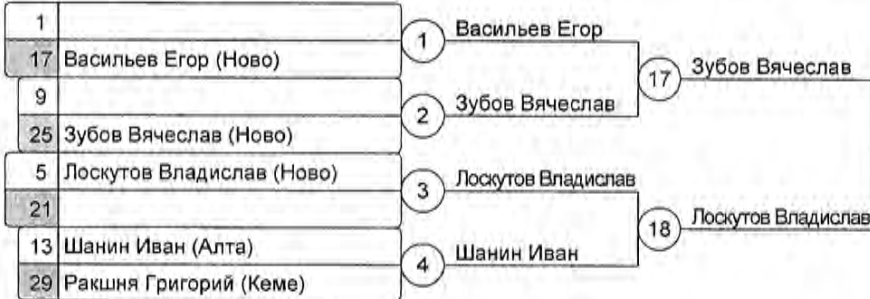 1
17 Васильев Егор (Ново)
1 Васильев Егор
9
25 Зубов Вячеслав (Ново)
2 Зубов Вячеслав
17 Зубов Вячеслав
5 Лоскутов Владислав (Ново)
21
3 Лоскутов Владислав
13 Шанин Иван (Алта)
29 Ракшня Григорий (Кеме)
4 Шанин Иван
18 Лоскутов Владислав